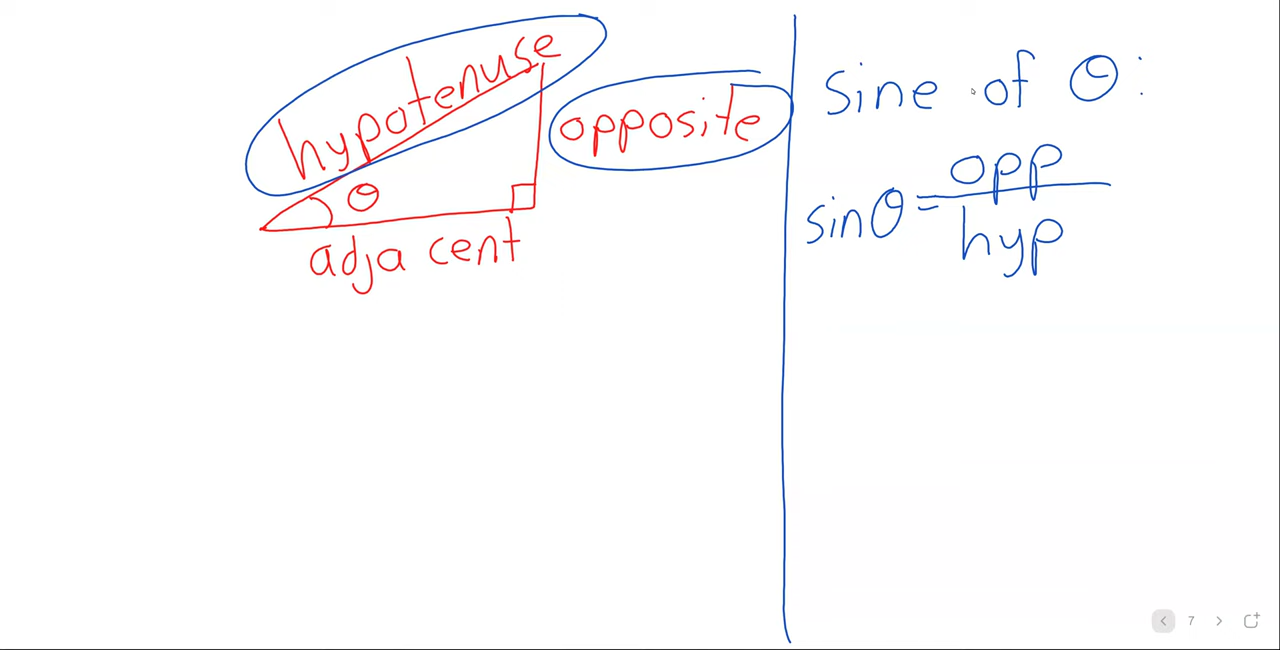 hypotenuse
opposite
θ
adja cent
Sine of θ:
sinθ = opp
hyp
7